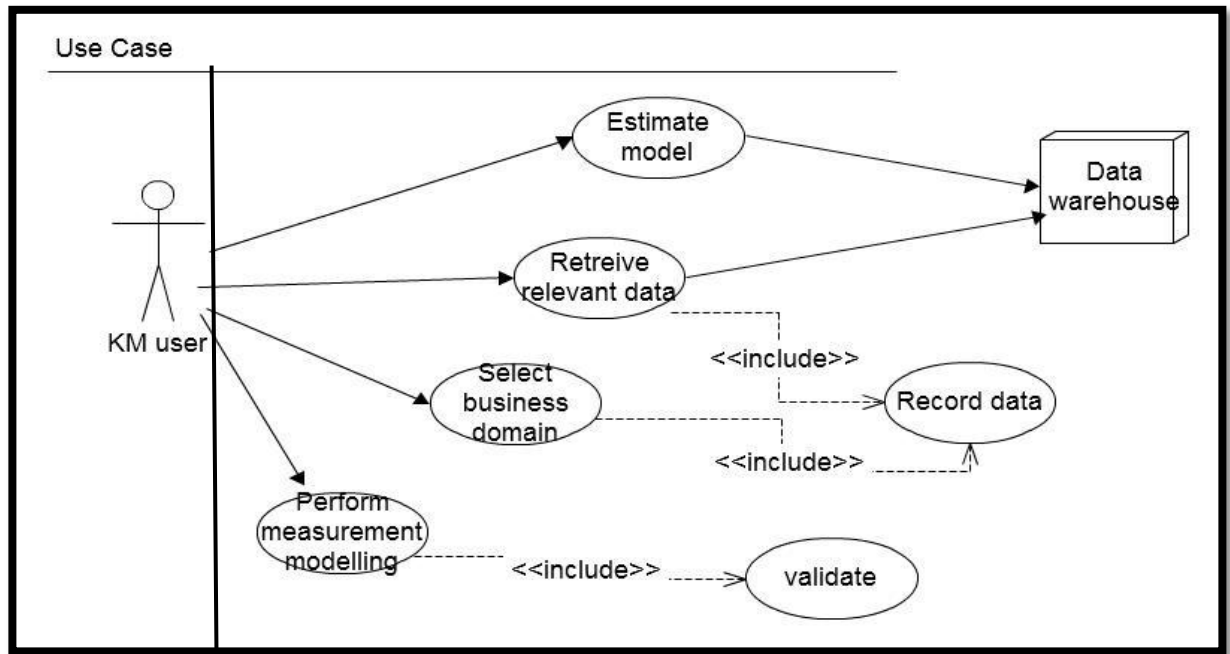 Use Case
Estimate
model
Data
warehouse
Retreive
relevant data
KM user
<<include>>
Select
business
domain
Record data
<<include>>
Perform
measurement
modelling
<<include>>
validate